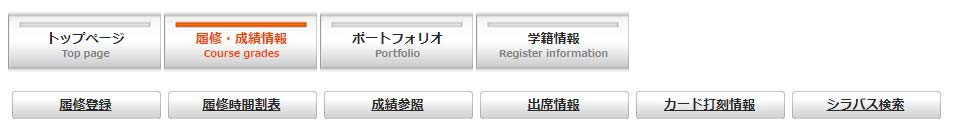 トップページ 履修・成績情報 ポートフォリオ 学籍情報
Top page Course grades Portfolio Register information
履修登録 履修時間割表 成績参照 出席情報 カード打刻情報 シラバス検索